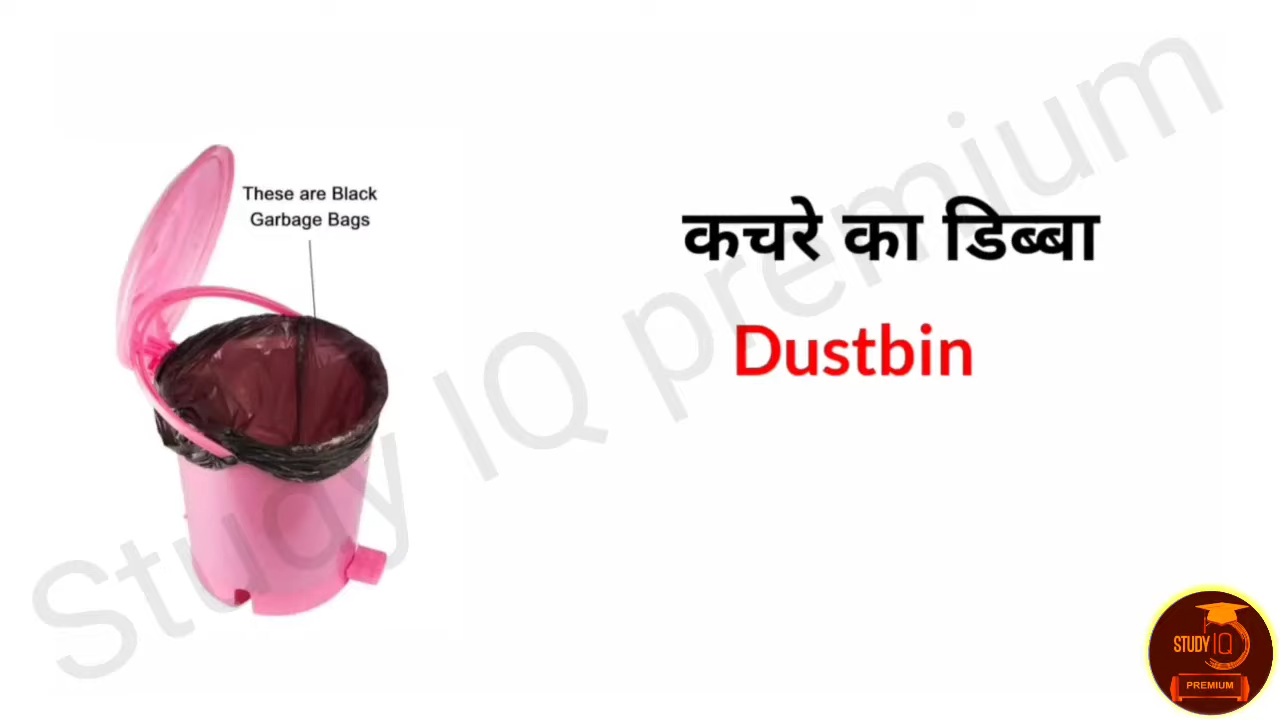 These are Black
Garbage Bags
कचरे का डिब्बा
Dustbin
Study IQ premium
STUDY IQ
PREMIUM